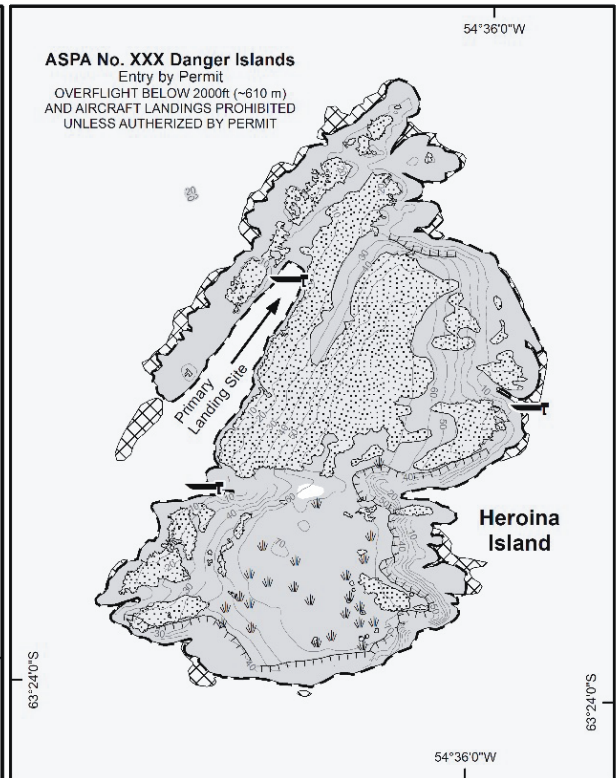 54°36'0"W
ASPA No. XXX Danger Islands
Entry by Permit
OVERFLIGHT BELOW 2000ft (~610 m)
AND AIRCRAFT LANDINGS PROHIBITED
UNLESS AUTHERIZED BY PERMIT
Primary
Landing Site
Heroina
Island
63°24'0"S
63°24'0"S
54°36'0"W